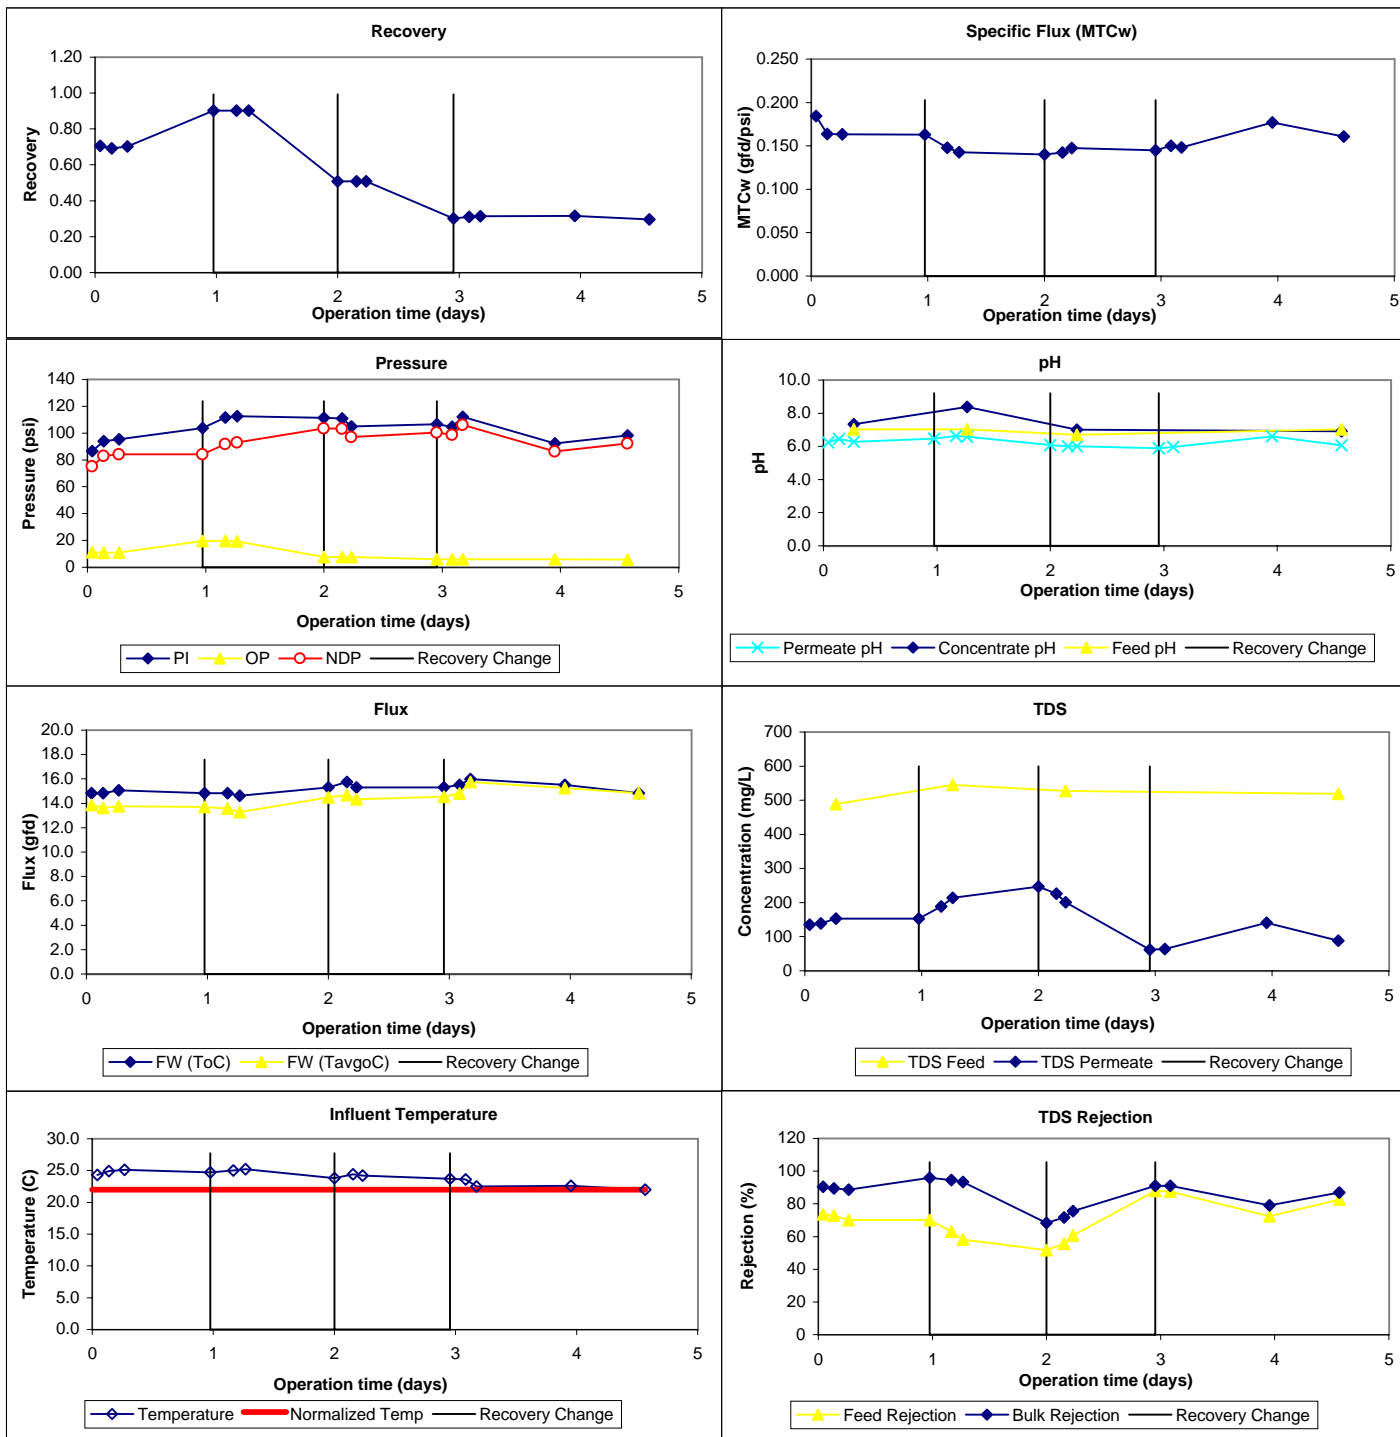 Recovery
1.20
1.00
0.80
0.60
0.40
0.20
0.00
Recovery
0 1 2 3 4 5
Operation time (days)
Specific Flux (MTCw)
0.250
0.200
0.150
0.100
0.050
0.000
MTCw (gfd/psi)
0 1 2 3 4 5
Operation time (days)
Pressure
140
120
100
80
60
40
20
0
Pressure (psi)
0 1 2 3 4 5
Operation time (days)
PI OP NDP Recovery Change
pH
10.0
8.0
6.0
4.0
2.0
0.0
pH
0 1 2 3 4 5
Operation time (days)
Permeate pH Concentrate pH Feed pH Recovery Change
Flux
20.0
18.0
16.0
14.0
12.0
10.0
8.0
6.0
4.0
2.0
0.0
Flux (gfd)
0 1 2 3 4 5
Operation time (days)
FW (ToC) FW (TavgoC) Recovery Change
TDS
700
600
500
400
300
200
100
0
Concentration (mg/L)
0 1 2 3 4 5
Operation time (days)
TDS Feed TDS Permeate Recovery Change
Influent Temperature
30.0
25.0
20.0
15.0
10.0
5.0
0.0
Temperature (C)
0 1 2 3 4 5
Operation time (days)
Temperature Normalized Temp Recovery Change
TDS Rejection
120
100
80
60
40
20
0
Rejection (%)
0 1 2 3 4 5
Operation time (days)
Feed Rejection Bulk Rejection Recovery Change